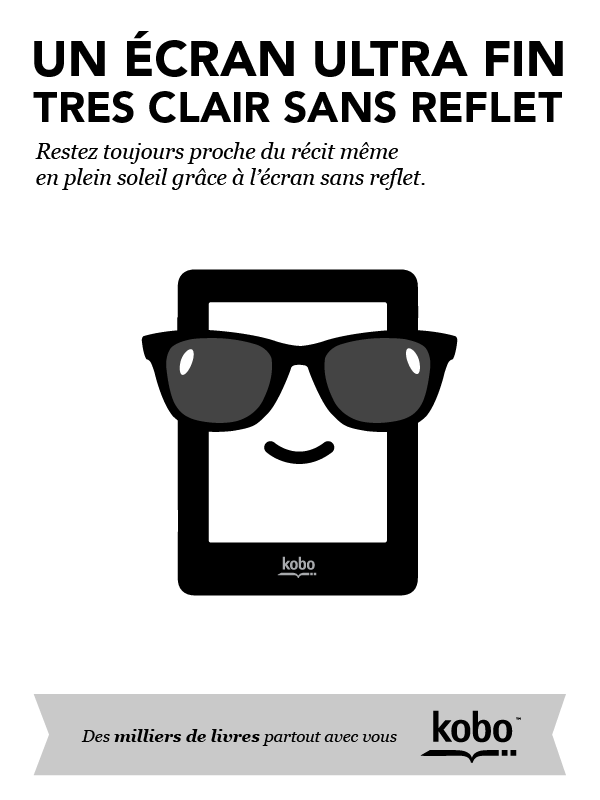 UN ÉCRAN ULTRA FIN
TRES CLAIR SANS REFLET
Restez toujours proche du récit même
en plein soleil grâce à l'écran sans reflet.
kobo
Des milliers de livres partout avec vous
kobo™